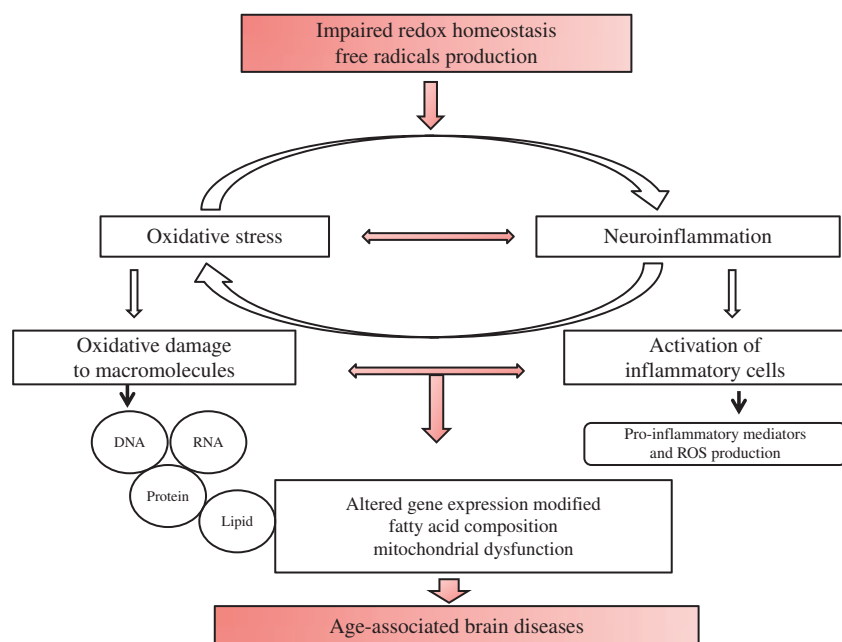 Impaired redox homeostasis
free radicals production
Oxidative stress
Neuroinflammation
Oxidative damage
to macromolecules
Activation of
inflammatory cells
DNA
RNA
Protein
Lipid
Pro-inflammatory mediators
and ROS production
Altered gene expression modified
fatty acid composition
mitochondrial dysfunction
Age-associated brain diseases